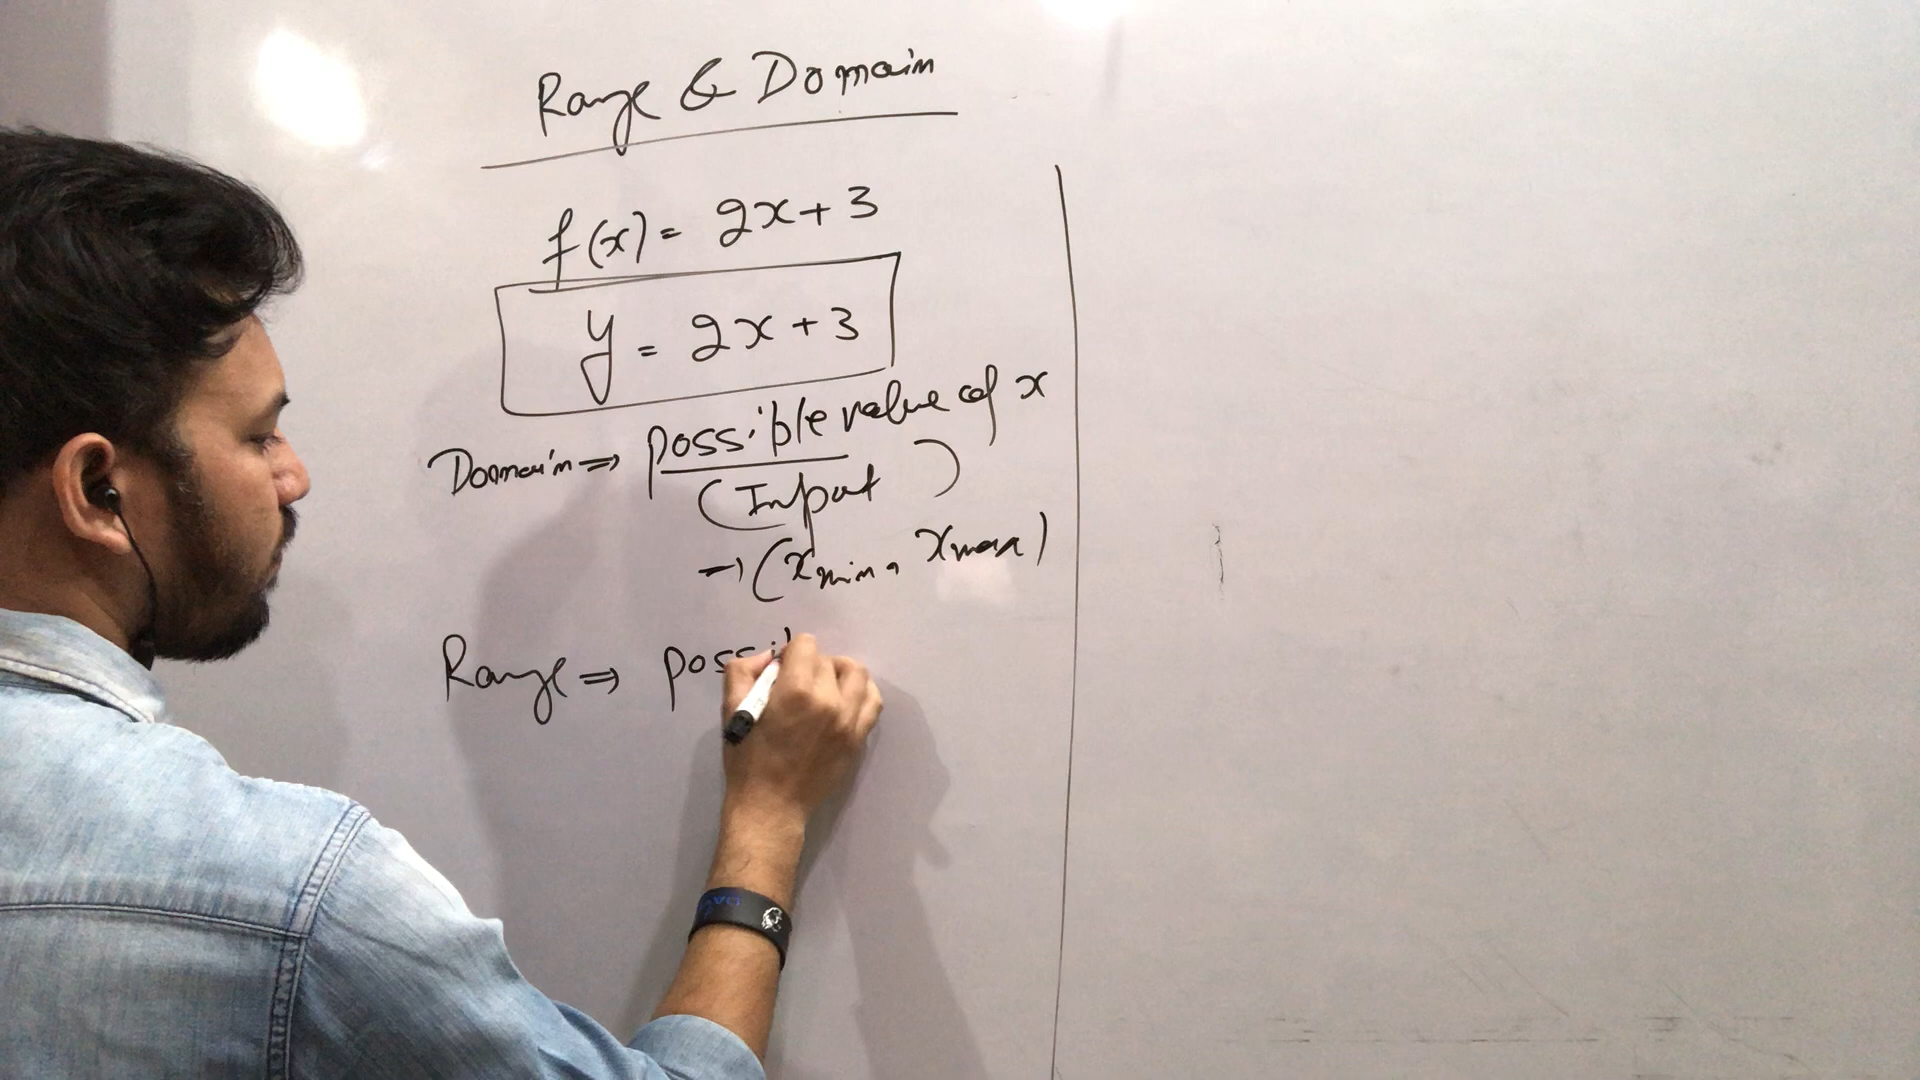 Range & Domain
f(x) = 2x+3
y = 2x+3
Domain ⇒ possible value of x
(Input )
→ (xmin, xmax)
Range ⇒ possi